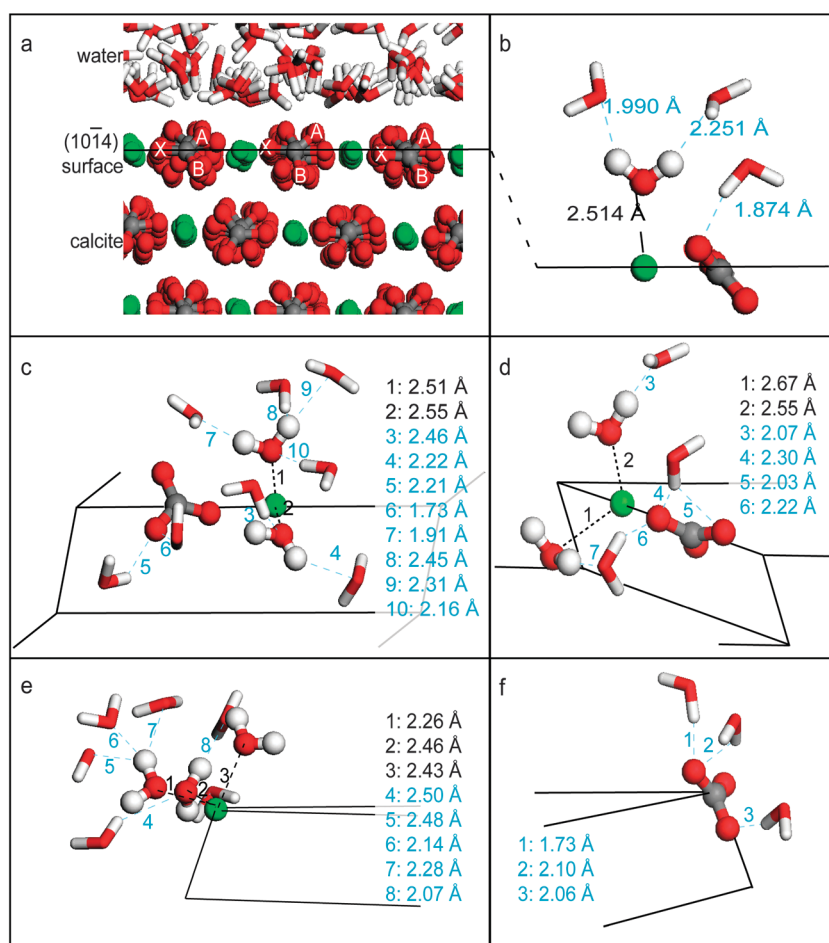 a
water
(101̄4)
surface
calcite
A
X
B
A
X
B
A
X
B
b
1.990 Å
2.251 Å
2.514 Å
1.874 Å
c
9
8
7
10
1
2
3
6
5
4
1: 2.51 Å
2: 2.55 Å
3: 2.46 Å
4: 2.22 Å
5: 2.21 Å
6: 1.73 Å
7: 1.91 Å
8: 2.45 Å
9: 2.31 Å
10: 2.16 Å
d
3
2
1
4
5
6
7
1: 2.67 Å
2: 2.55 Å
3: 2.07 Å
4: 2.30 Å
5: 2.03 Å
6: 2.22 Å
e
7
6
5
8
3
1
2
4
1: 2.26 Å
2: 2.46 Å
3: 2.43 Å
4: 2.50 Å
5: 2.48 Å
6: 2.14 Å
7: 2.28 Å
8: 2.07 Å
f
1
2
3
1: 1.73 Å
2: 2.10 Å
3: 2.06 Å